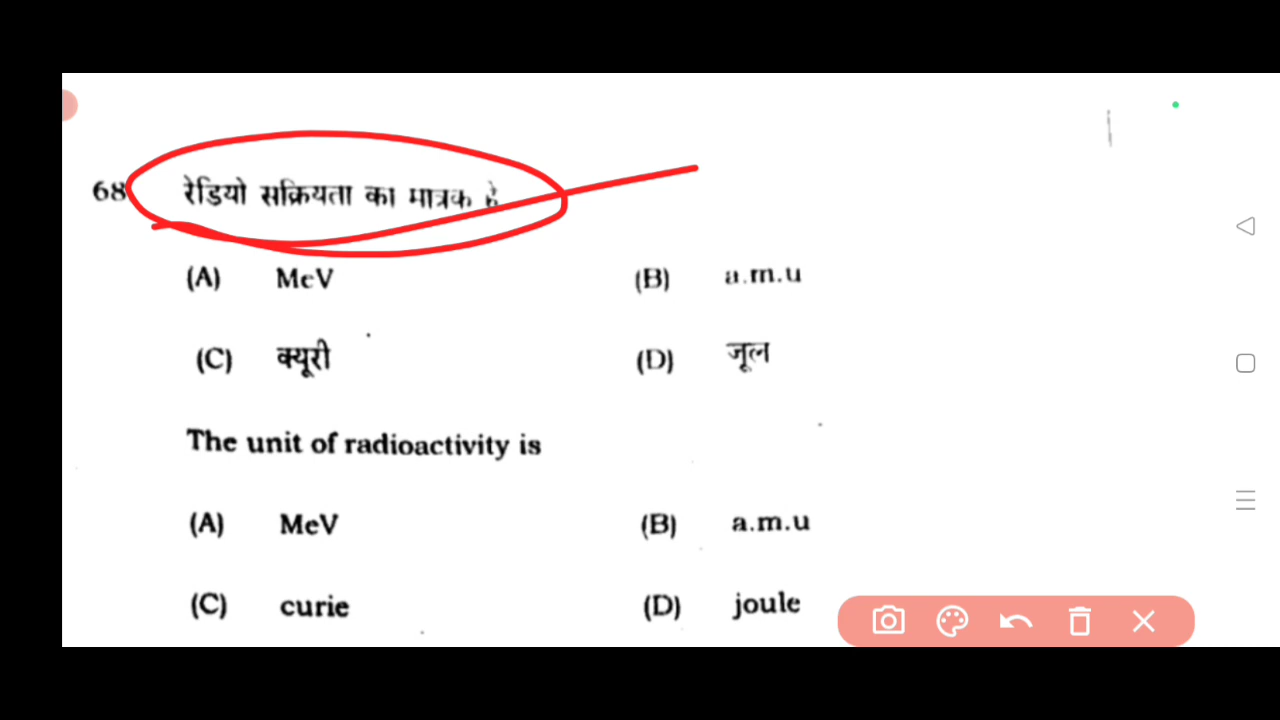 68 रेडियो सक्रियता का मात्रक है
(A) MeV (B) a.m.u
(C) क्यूरी (D) जूल
The unit of radioactivity is
(A) MeV (B) a.m.u
(C) curie (D) joule